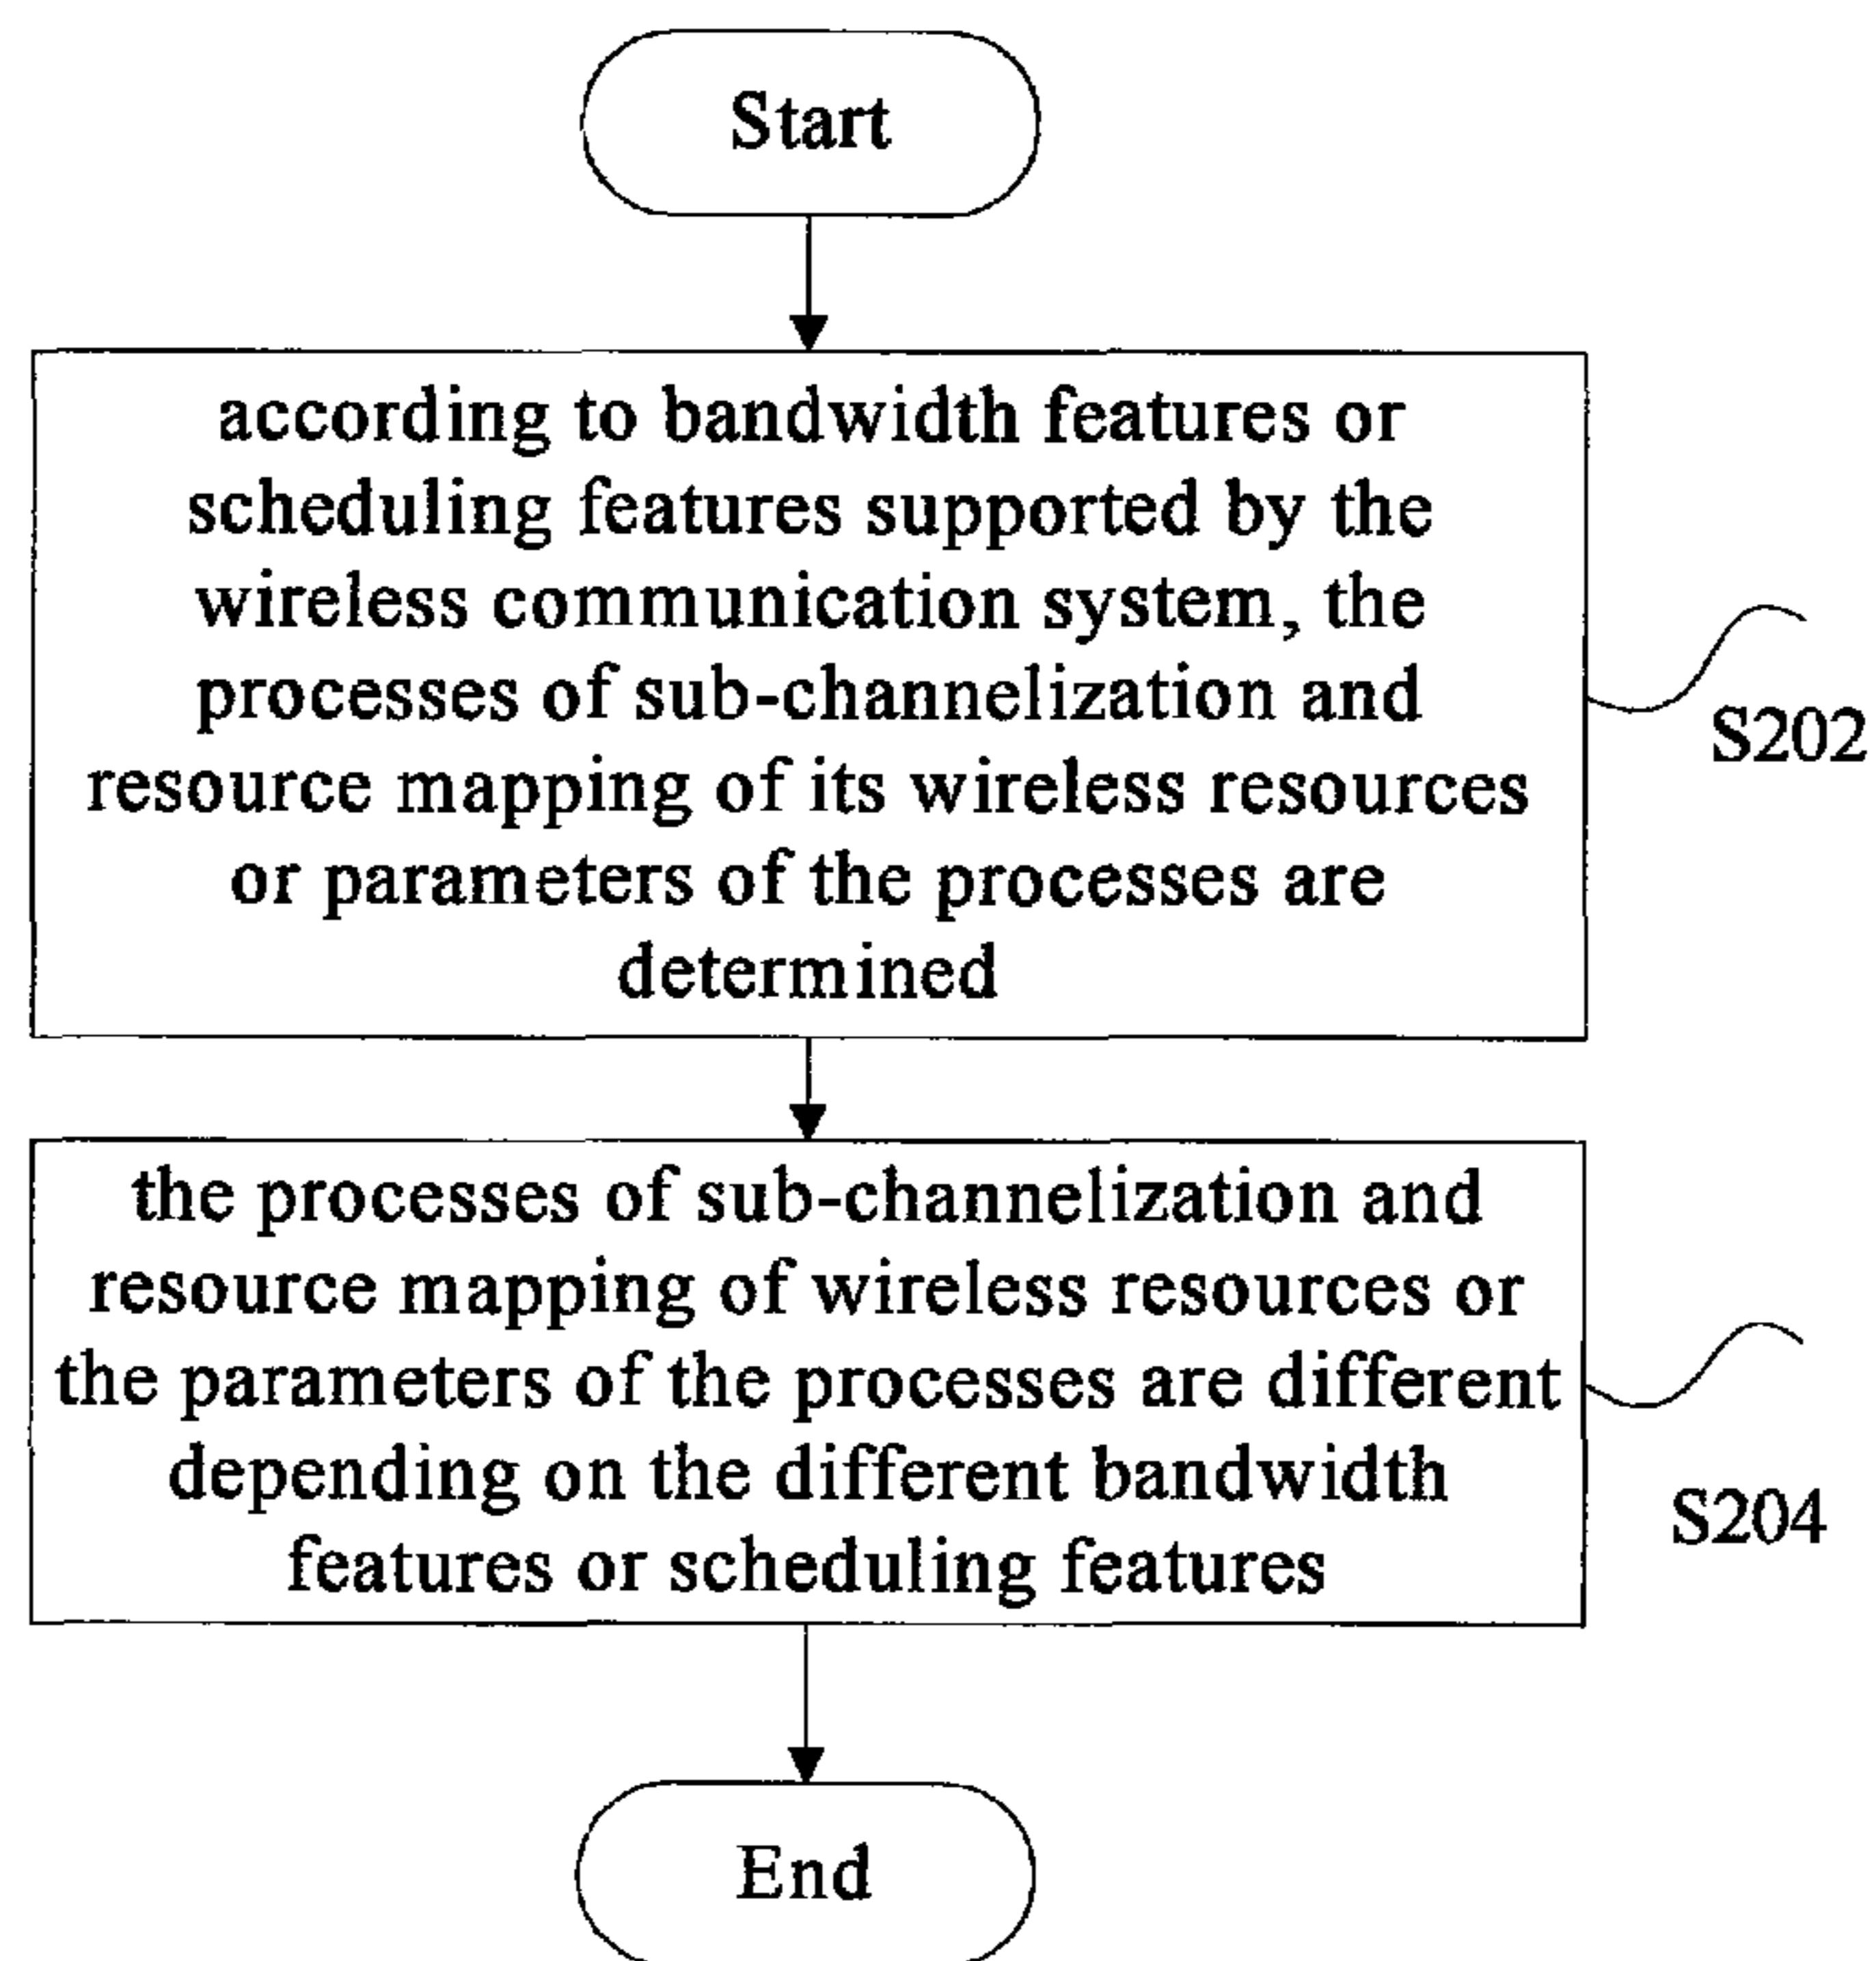 Start
according to bandwidth features or
scheduling features supported by the
wireless communication system, the
processes of sub-channelization and
resource mapping of its wireless resources
or parameters of the processes are
determined
S202
the processes of sub-channelization and
resource mapping of wireless resources or
the parameters of the processes are different
depending on the different bandwidth
features or scheduling features
S204
End